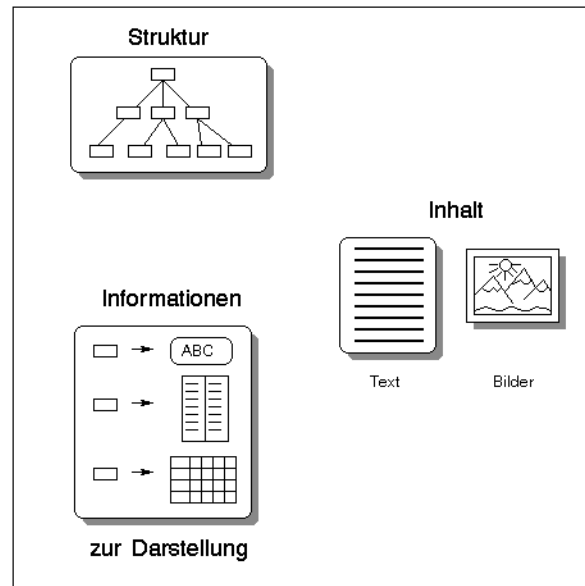 Struktur
Inhalt
Text
Bilder
Informationen
ABC
zur Darstellung